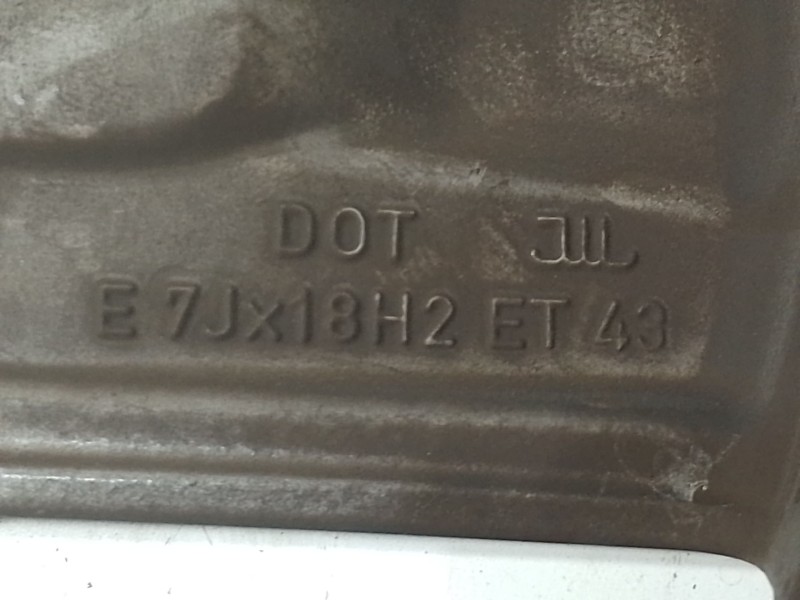 DOT JWL
E 7Jx18H2 ET 43